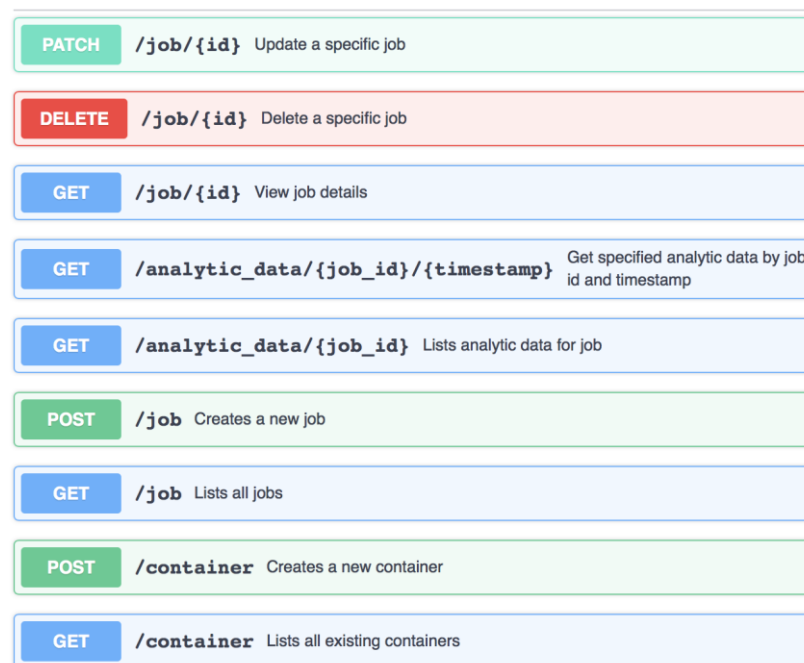 PATCH /job/{id} Update a specific job
DELETE /job/{id} Delete a specific job
GET /job/{id} View job details
GET /analytic_data/{job_id}/{timestamp} Get specified analytic data by job
id and timestamp
GET /analytic_data/{job_id} Lists analytic data for job
POST /job Creates a new job
GET /job Lists all jobs
POST /container Creates a new container
GET /container Lists all existing containers